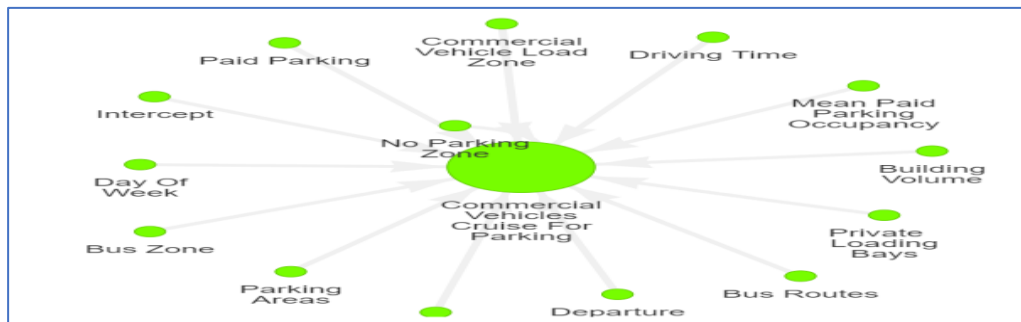 Commercial
Vehicle Load
Zone
Paid Parking
Driving Time
Intercept
Mean Paid
Parking
Occupancy
No Parking
Zone
Building
Volume
Day Of
Week
Commercial
Vehicles
Cruise For
Parking
Bus Zone
Private
Loading
Bays
Parking
Areas
Bus Routes
Departure